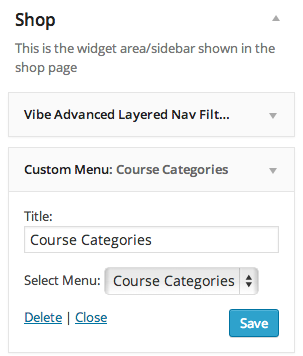 Shop
This is the widget area/sidebar shown in the
shop page
Vibe Advanced Layered Nav Filt...
Custom Menu: Course Categories
Title:
Course Categories
Select Menu: Course Categories
Delete | Close Save